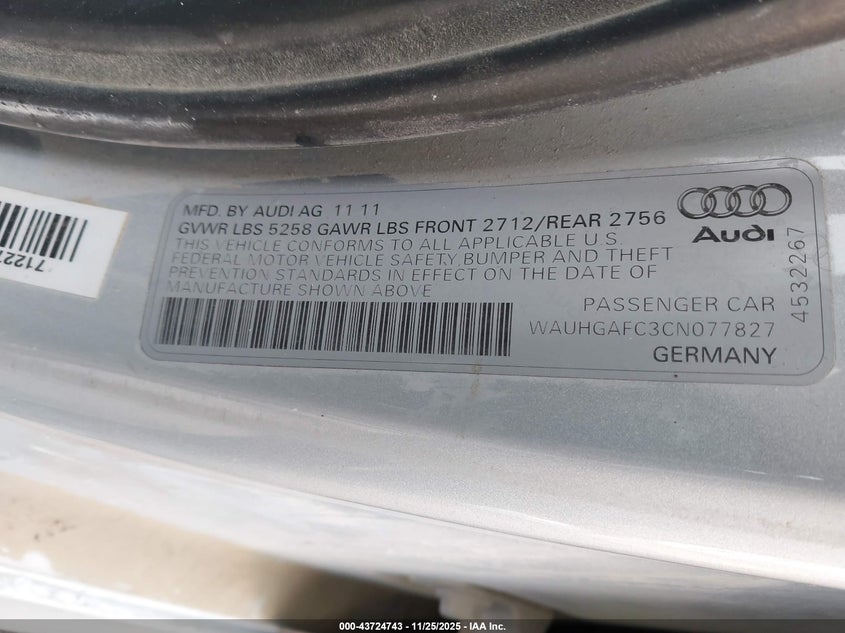 MFD. BY AUDI AG 11 11
GVWR LBS 5258 GAWR LBS FRONT 2712/REAR 2756
THIS VEHICLE CONFORMS TO ALL APPLICABLE U.S.
FEDERAL MOTOR VEHICLE SAFETY, BUMPER AND THEFT
PREVENTION STANDARDS IN EFFECT ON THE DATE OF
MANUFACTURE SHOWN ABOVE
Audi
4532267
PASSENGER CAR
WAUHGAFC3CN077827
GERMANY
000-43724743 - 11/25/2025 - IAA Inc.